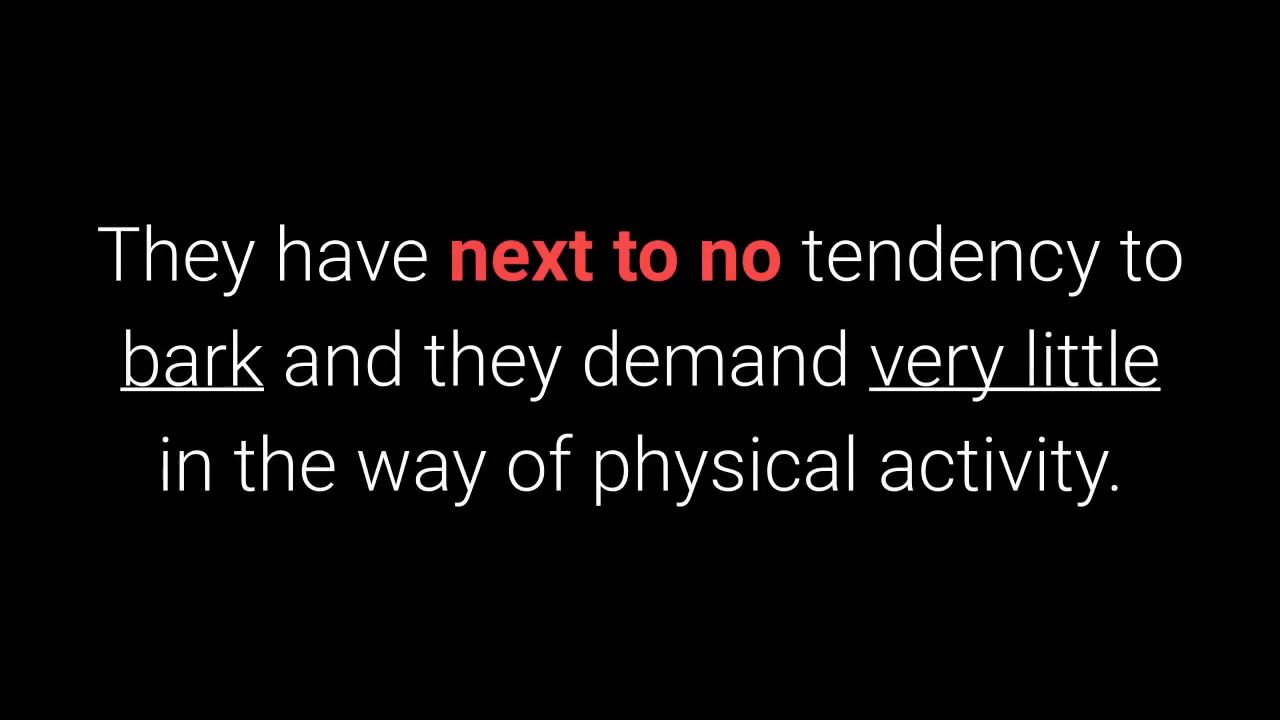 They have next to no tendency to
bark and they demand very little
in the way of physical activity.